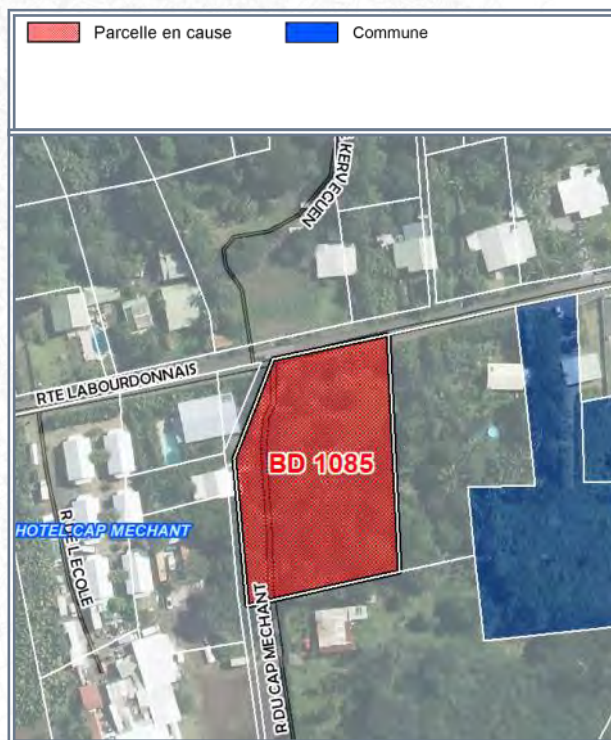 Parcelle en cause
Commune
KERVEGUEN
RTE LABOURDONNAIS
BD 1085
HOTEL CAP MECHANT
R DE L ECOLE
R DU CAP MECHANT